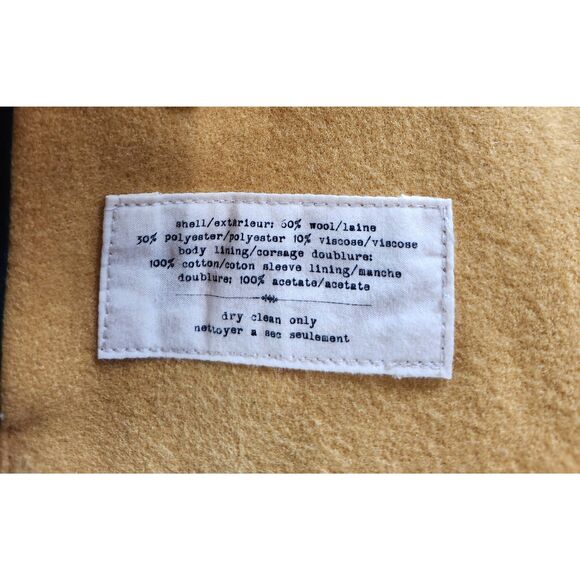 shell/extérieur: 60% wool/laine
30% polyester/polyester 10% viscose/viscose
body lining/corsage doublure:
100% cotton/coton sleeve lining/manche
doublure: 100% acetate/acetate
dry clean only
nettoyer a sec seulement